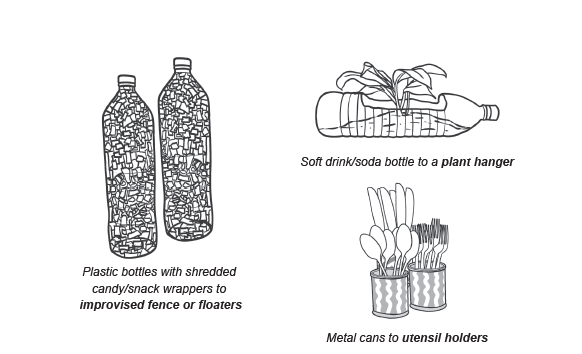 Soft drink/soda bottle to a plant hanger
Plastic bottles with shredded
candy/snack wrappers to
improvised fence or floaters
Metal cans to utensil holders